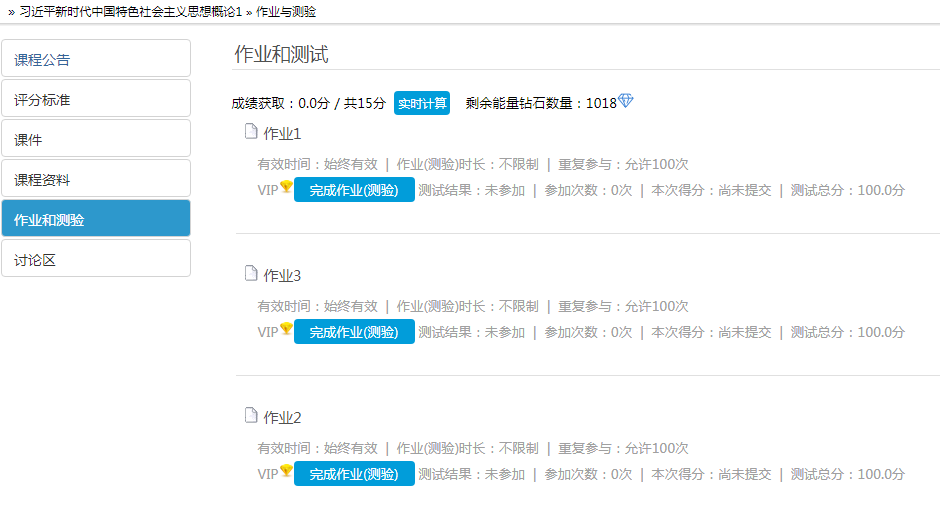 » 习近平新时代中国特色社会主义思想概论1 » 作业与测验
课程公告
评分标准
课件
课程资料
作业和测验
讨论区
作业和测试
成绩获取：0.0分 / 共15分 实时计算 剩余能量钻石数量：1018
作业1
有效时间：始终有效 | 作业(测验)时长：不限制 | 重复参与：允许100次
VIP 完成作业(测验) 测试结果：未参加 | 参加次数：0次 | 本次得分：尚未提交 | 测试总分：100.0分
作业3
有效时间：始终有效 | 作业(测验)时长：不限制 | 重复参与：允许100次
VIP 完成作业(测验) 测试结果：未参加 | 参加次数：0次 | 本次得分：尚未提交 | 测试总分：100.0分
作业2
有效时间：始终有效 | 作业(测验)时长：不限制 | 重复参与：允许100次
VIP 完成作业(测验) 测试结果：未参加 | 参加次数：0次 | 本次得分：尚未提交 | 测试总分：100.0分